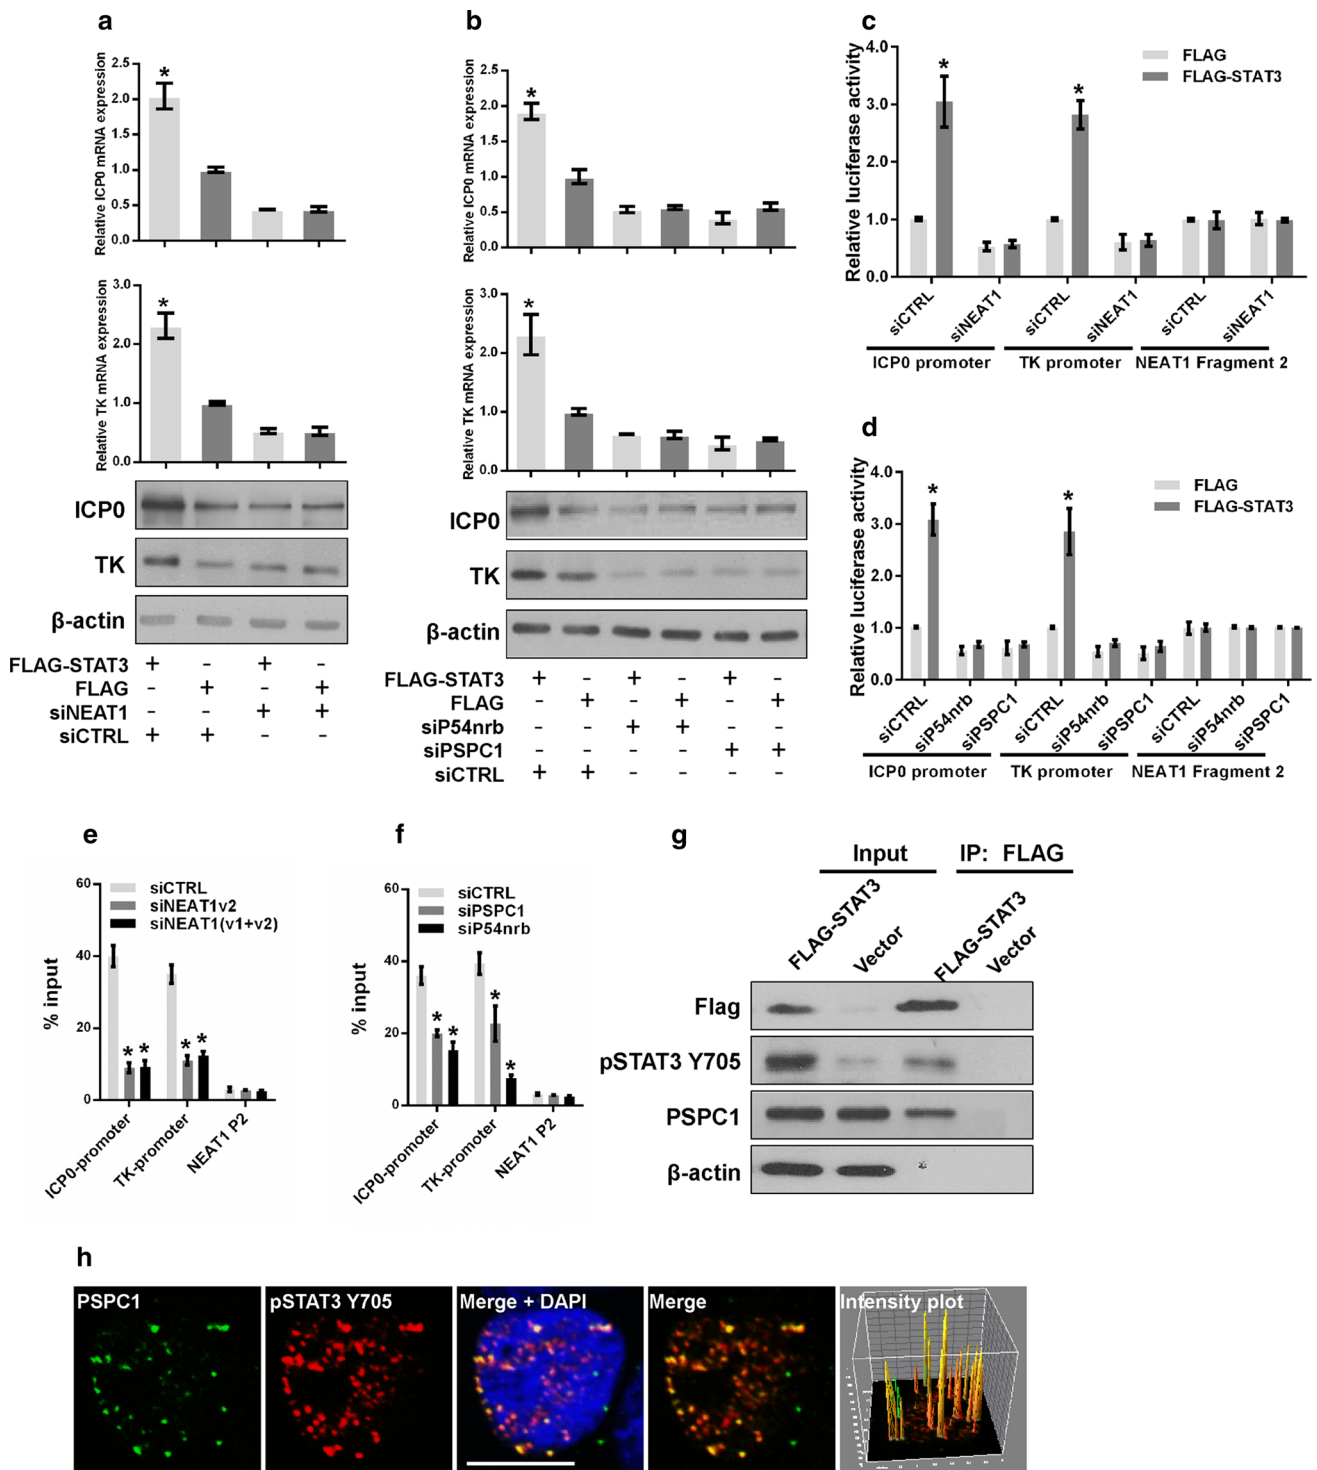 a
Relative ICP0 mRNA expression
2.5
2.0
1.5
1.0
0.5
0.0
*
Relative TK mRNA expression
3.0
2.0
1.0
0.0
*
ICP0
TK
β-actin
FLAG-STAT3 + - + -
FLAG - + - +
siNEAT1 - - + +
siCTRL + + - -
b
Relative ICP0 mRNA expression
2.5
2.0
1.5
1.0
0.5
0.0
*
Relative TK mRNA expression
3.0
2.0
1.0
0.0
*
ICP0
TK
β-actin
FLAG-STAT3 + - + - + -
FLAG - + - + - +
siP54nrb - - + + - -
siPSPC1 - - - - + +
siCTRL + + - - - -
c
Relative luciferase activity
4.0
3.0
2.0
1.0
0.0
FLAG
FLAG-STAT3
* *
siCTRL siNEAT1 siCTRL siNEAT1 siCTRL siNEAT1
ICP0 promoter TK promoter NEAT1 Fragment 2
d
Relative luciferase activity
4.0
3.0
2.0
1.0
0.0
FLAG
FLAG-STAT3
* *
siCTRL siP54nrb siPSPC1 siCTRL siP54nrb siPSPC1 siCTRL siP54nrb siPSPC1
ICP0 promoter TK promoter NEAT1 Fragment 2
e
% input
60
40
20
0
siCTRL
siNEAT1v2
siNEAT1(v1+v2)
* * * *
ICP0-promoter TK-promoter NEAT1 P2
f
% input
60
40
20
0
siCTRL
siPSPC1
siP54nrb
* * * *
ICP0-promoter TK-promoter NEAT1 P2
g
Input IP: FLAG
FLAG-STAT3 Vector FLAG-STAT3 Vector
Flag
pSTAT3 Y705
PSPC1
β-actin
h
PSPC1 pSTAT3 Y705 Merge + DAPI Merge Intensity plot